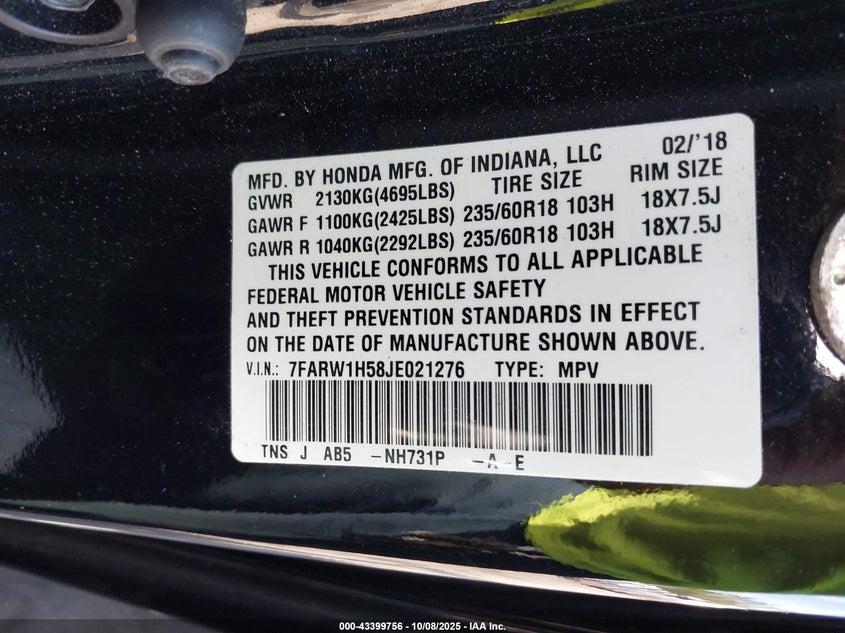 MFD. BY HONDA MFG. OF INDIANA, LLC 02/'18
GVWR 2130KG(4695LBS) TIRE SIZE RIM SIZE
GAWR F 1100KG(2425LBS) 235/60R18 103H 18X7.5J
GAWR R 1040KG(2292LBS) 235/60R18 103H 18X7.5J
THIS VEHICLE CONFORMS TO ALL APPLICABLE
FEDERAL MOTOR VEHICLE SAFETY
AND THEFT PREVENTION STANDARDS IN EFFECT
ON THE DATE OF MANUFACTURE SHOWN ABOVE.
V.I.N.: 7FARW1H58JE021276 TYPE: MPV
TNS J AB5 -NH731P -A-E
000-43399756 - 10/08/2025 - IAA Inc.